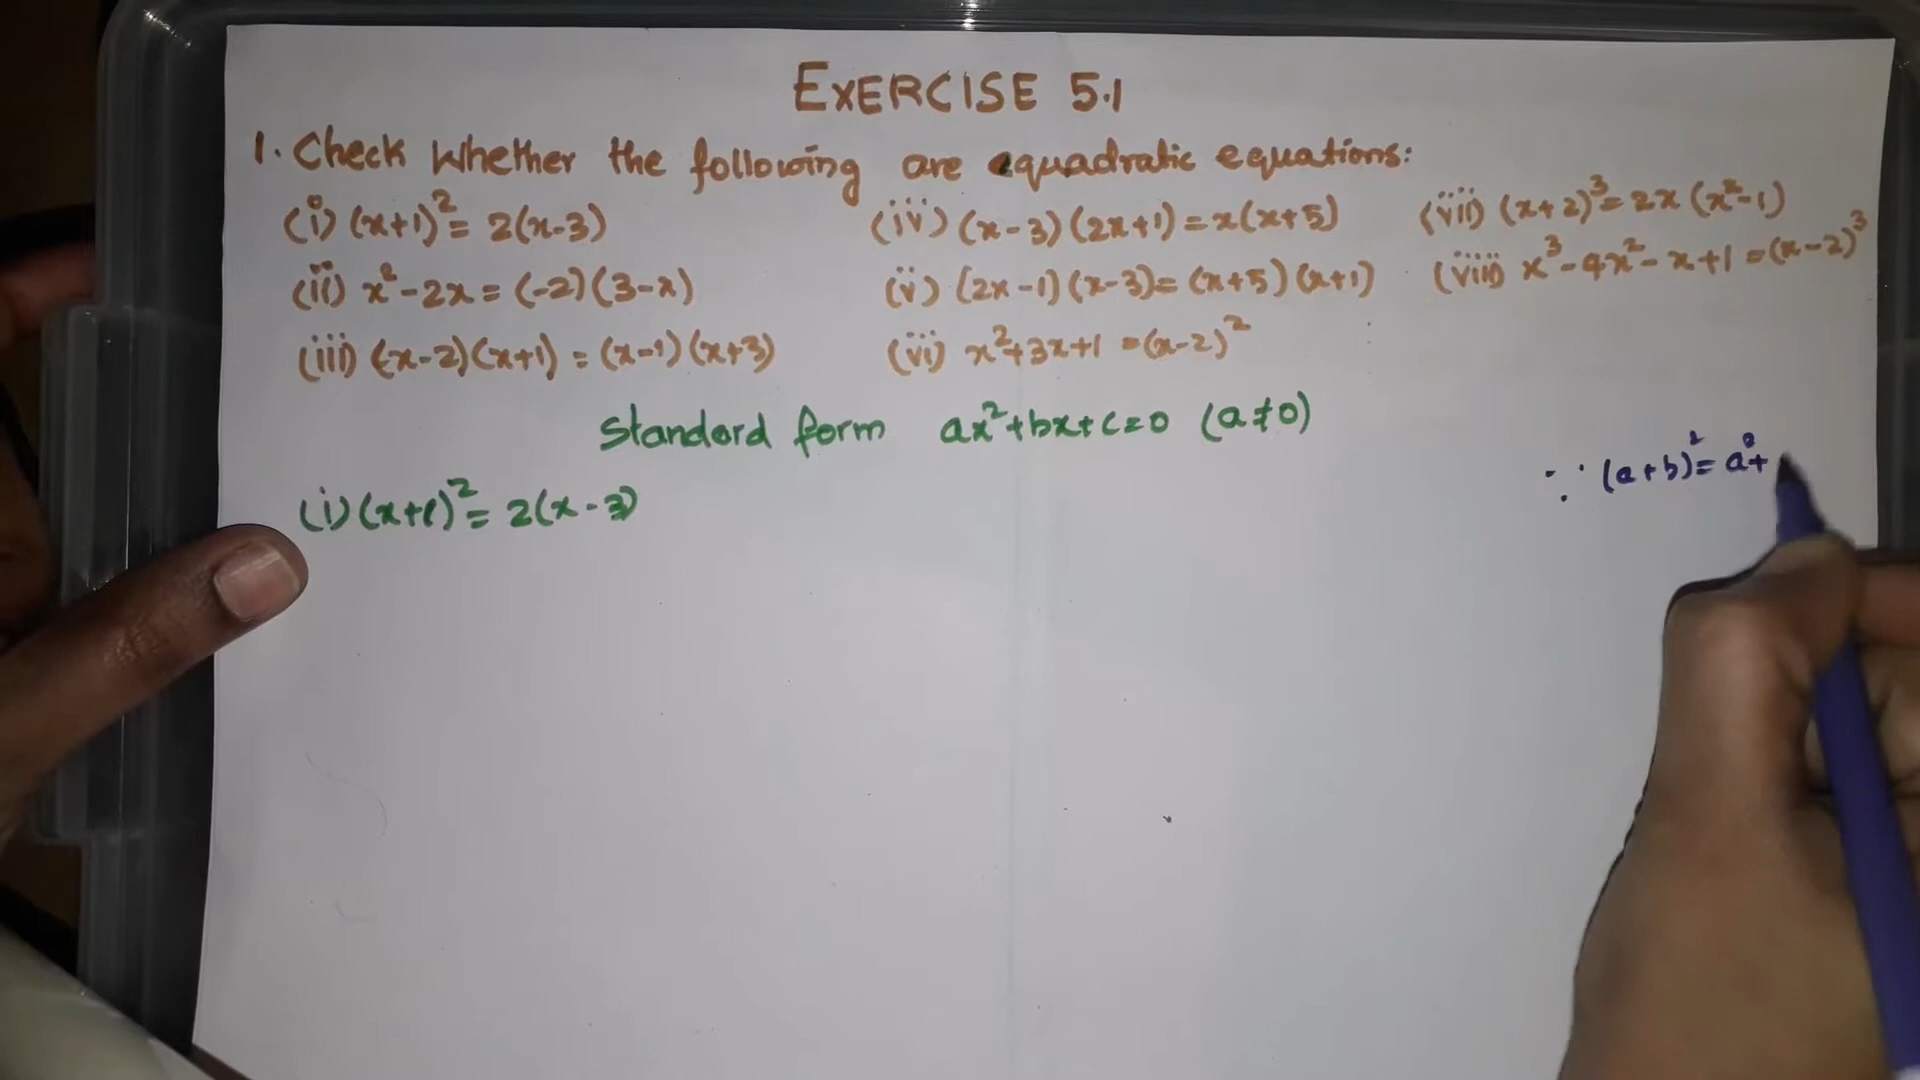 EXERCISE 5.1
1. Check whether the following are quadratic equations:
(i) (x+1)² = 2(x-3)
(ii) x² - 2x = (-2)(3-x)
(iii) (x-2)(x+1) = (x-1)(x+3)
(iv) (x-3)(2x+1) = x(x+5)
(v) (2x-1)(x-3) = (x+5)(x+1)
(vi) x²+3x+1 = (x-2)²
(vii) (x+2)³ = 2x(x²-1)
(viii) x³-4x²-x+1 = (x-2)³
Standard form ax²+bx+c=0 (a≠0)
(i) (x+1)² = 2(x-3)
∵ (a+b)² = a²+